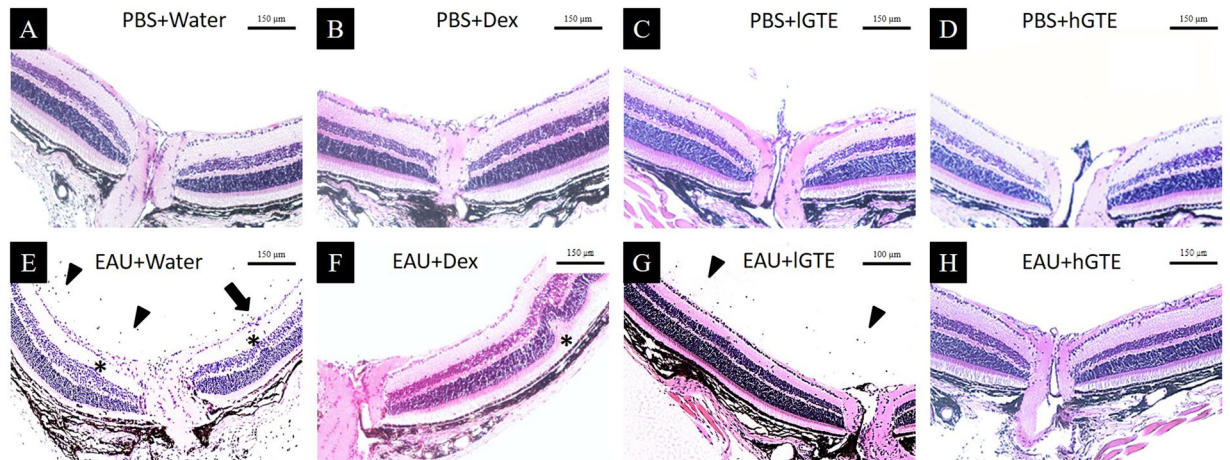 A PBS+Water 150 µm
B PBS+Dex 150 µm
C PBS+lGTE 150 µm
D PBS+hGTE 150 µm
E EAU+Water 150 µm
* *
F EAU+Dex 150 µm
*
G EAU+lGTE 100 µm
H EAU+hGTE 150 µm